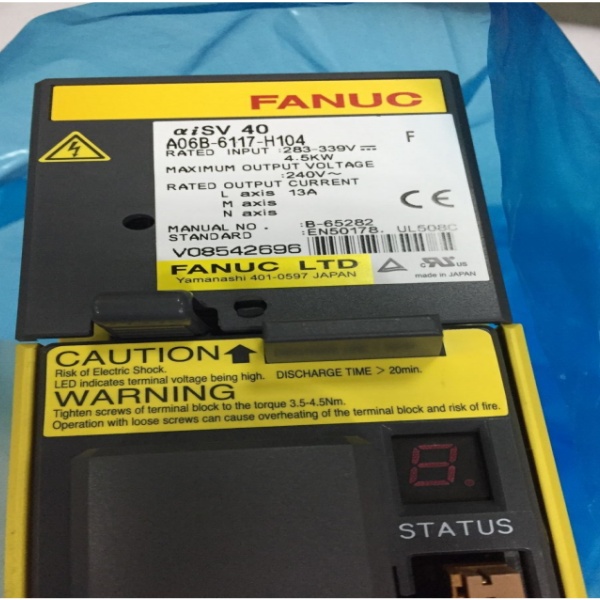 FANUC
αiSV 40
A06B-6117-H104
F
RATED INPUT :283-339V
4.5KW
MAXIMUM OUTPUT VOLTAGE
:240V~
RATED OUTPUT CURRENT
L axis 13A
M axis
N axis
CE
MANUAL NO. :B-65282
STANDARD :EN50178. UL508C
V08542696
FANUC LTD
Yamanashi 401-0597 JAPAN
c UR US
made in JAPAN
CAUTION
Risk of Electric Shock.
LED indicates terminal voltage being high. DISCHARGE TIME > 20min.
WARNING
Tighten screws of terminal block to the torque 3.5-4.5Nm.
Operation with loose screws can cause overheating of the terminal block and risk of fire.
8.
STATUS